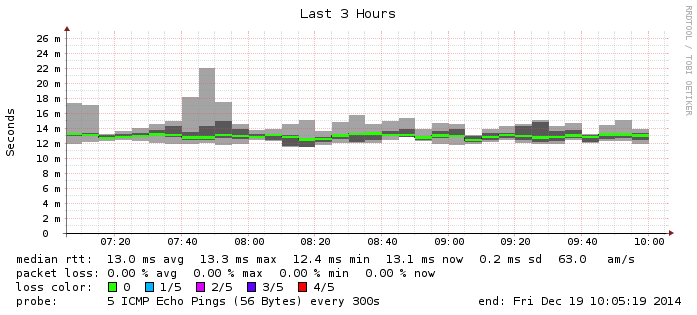 Last 3 Hours
RRDTOOL / TOBI OETIKER
Seconds
26 m
24 m
22 m
20 m
18 m
16 m
14 m
12 m
10 m
8 m
6 m
4 m
2 m
0
07:20 07:40 08:00 08:20 08:40 09:00 09:20 09:40 10:00
median rtt: 13.0 ms avg 13.3 ms max 12.4 ms min 13.1 ms now 0.2 ms sd 63.0 am/s
packet loss: 0.00 % avg 0.00 % max 0.00 % min 0.00 % now
loss color: 0 1/5 2/5 3/5 4/5
probe: 5 ICMP Echo Pings (56 Bytes) every 300s end: Fri Dec 19 10:05:19 2014